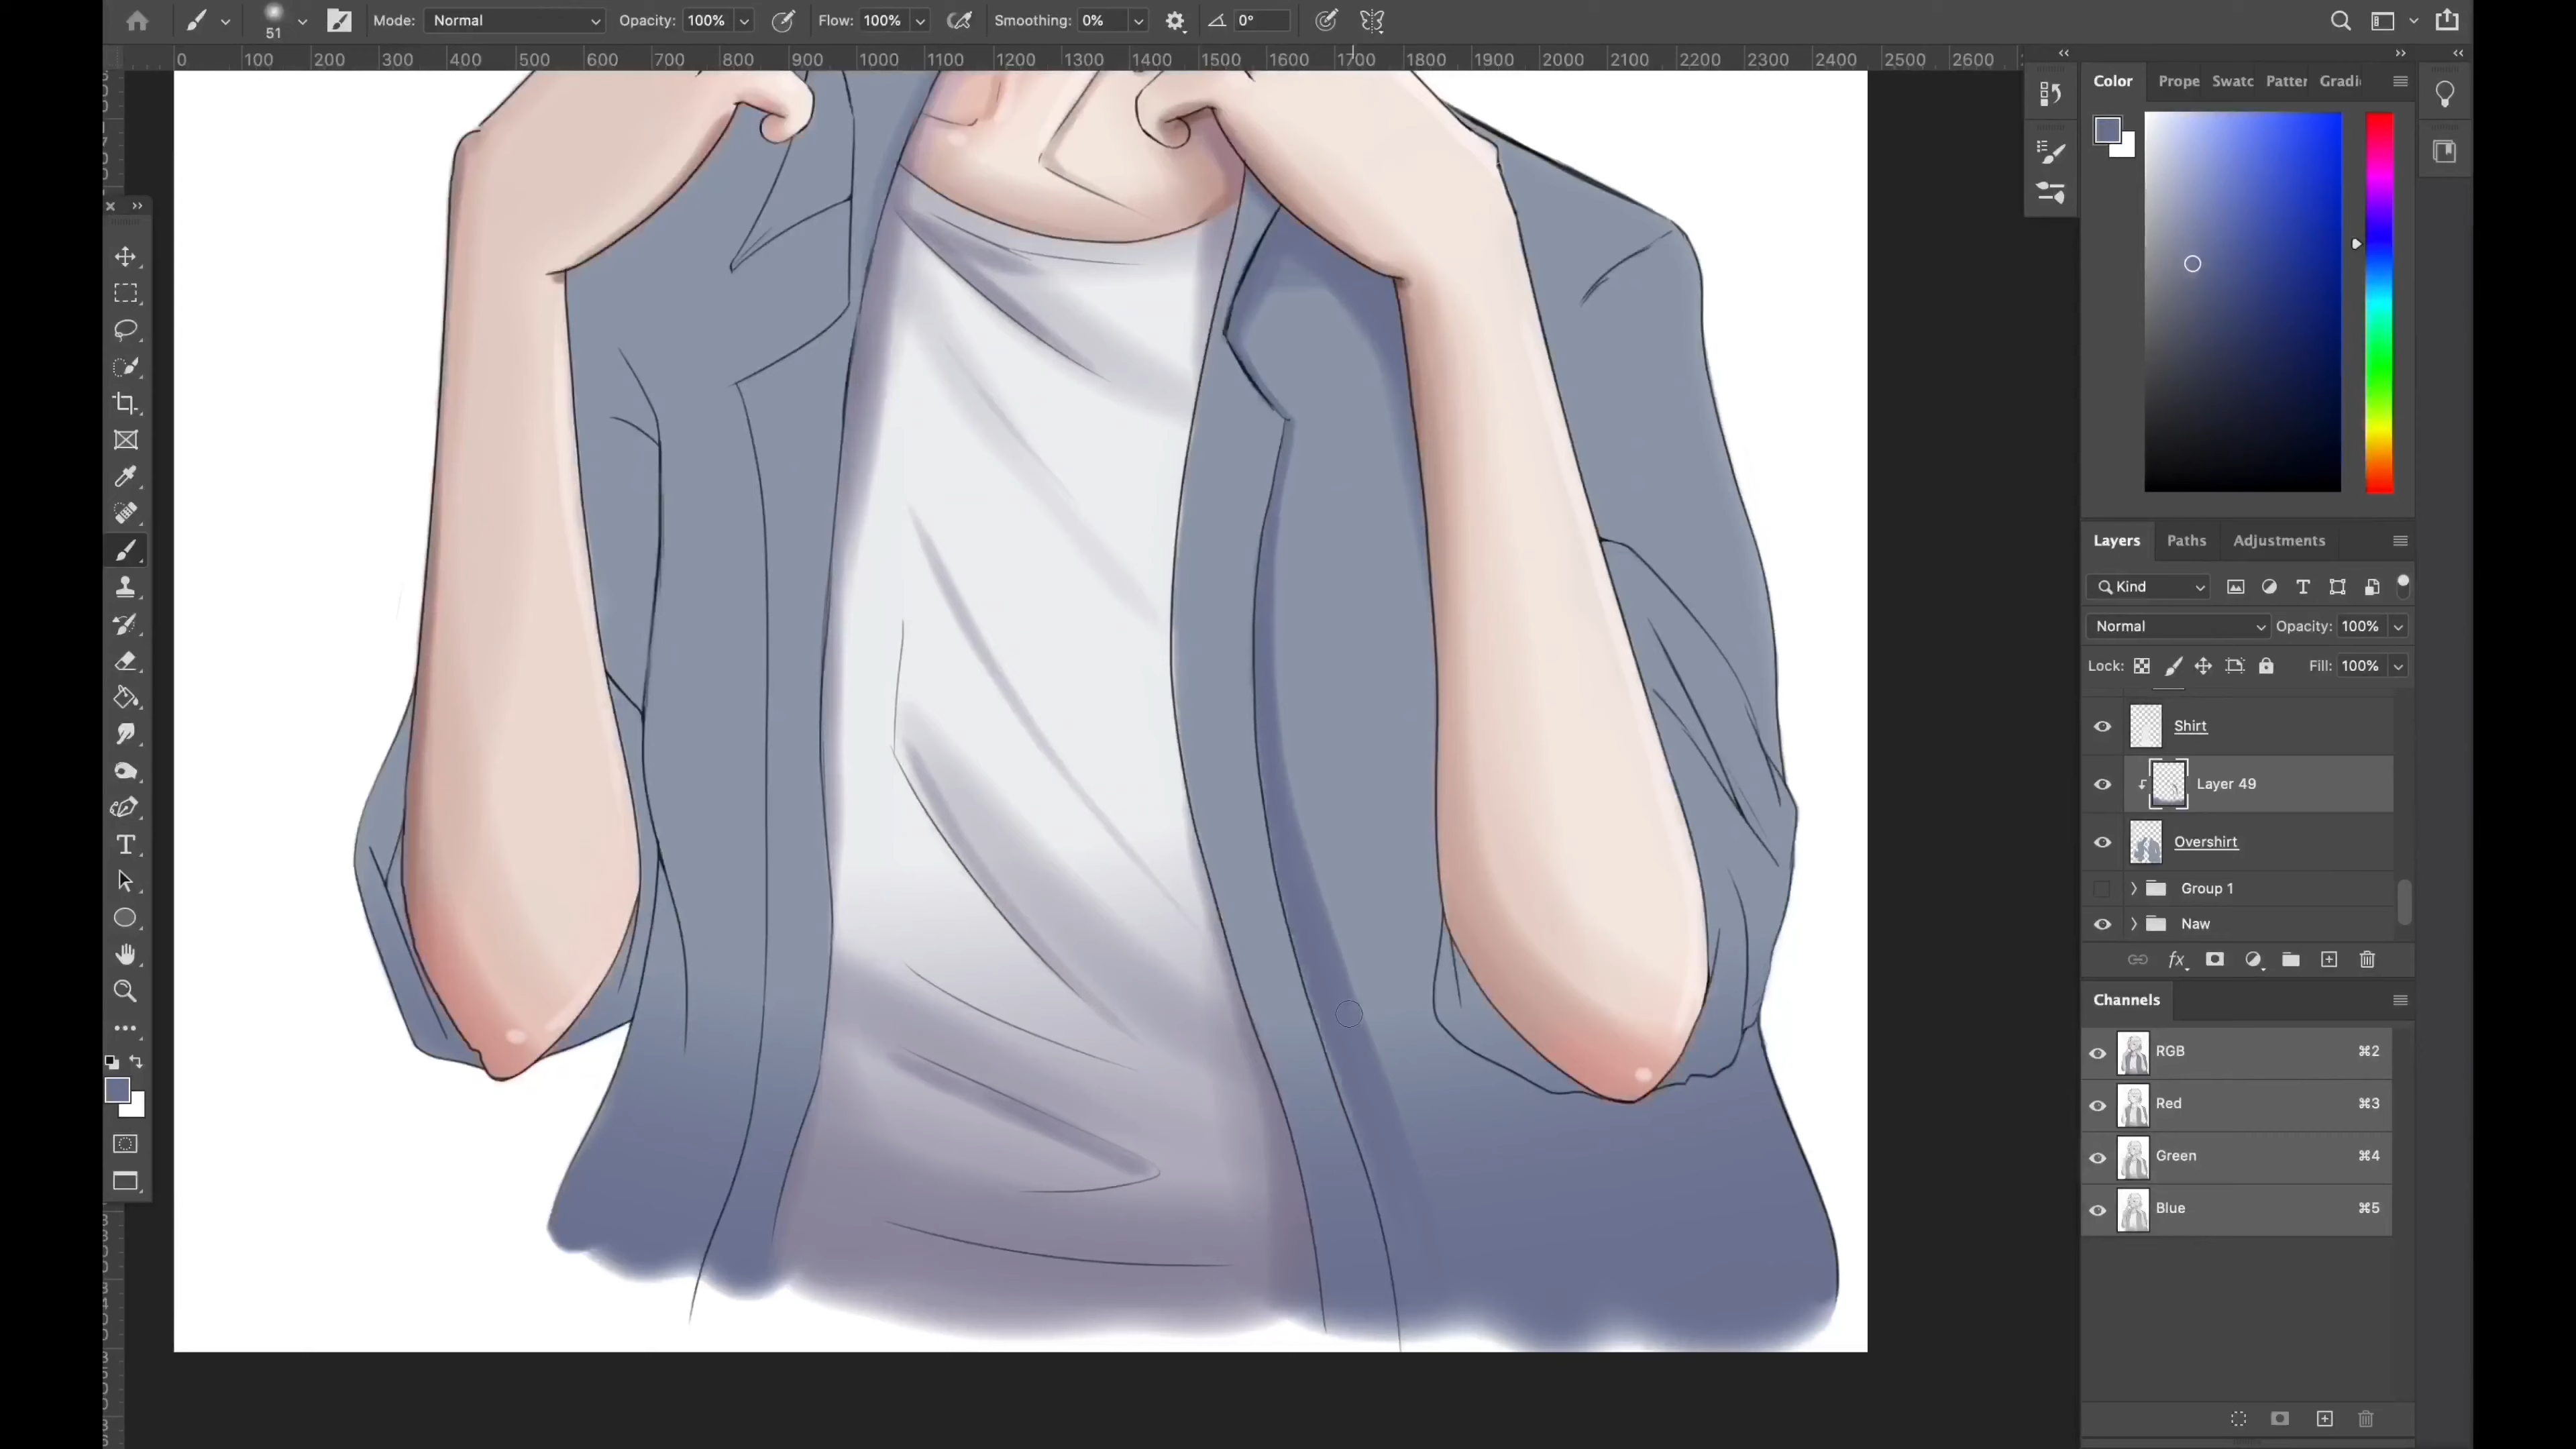 51
Mode: Normal
Opacity: 100%
Flow: 100%
Smoothing: 0%
0°
0 100 200 300 400 500 600 700 800 900 1000 1100 1200 1300 1400 1500 1600 1700 1800 1900 2000 2100 2200 2300 2400 2500 2600
Color Prope Swatc Patter Gradi
Layers Paths Adjustments
Kind
Normal Opacity: 100%
Lock: Fill: 100%
Shirt
Layer 49
Overshirt
Group 1
Naw
fx
Channels
RGB ⌘2
Red ⌘3
Green ⌘4
Blue ⌘5